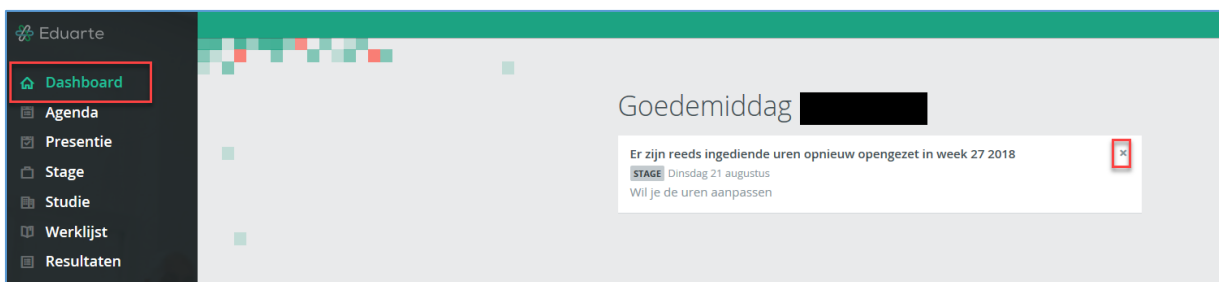 Eduarte
Dashboard
Agenda
Presentie
Stage
Studie
Werklijst
Resultaten
Goedemiddag
Er zijn reeds ingediende uren opnieuw opengezet in week 27 2018
STAGE Dinsdag 21 augustus
Wil je de uren aanpassen